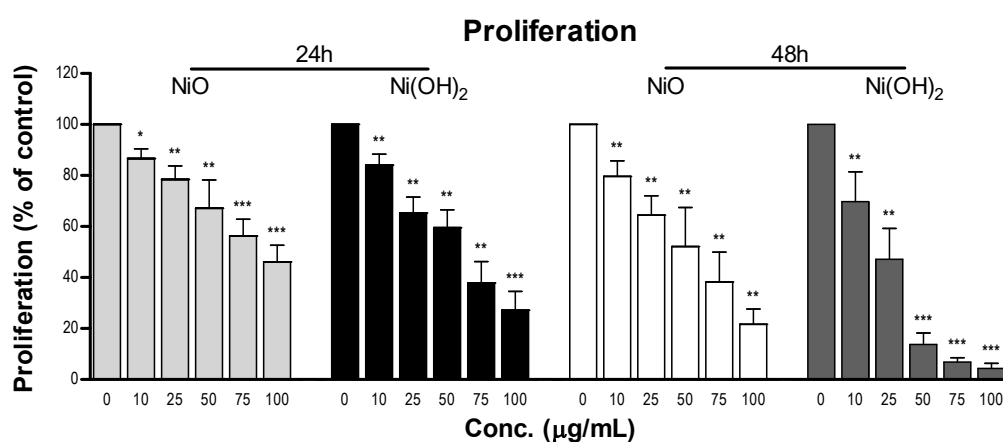 Proliferation
24h 48h
NiO Ni(OH)₂ NiO Ni(OH)₂
Proliferation (% of control)
120
100
80
60
40
20
0
* ** ** *** ***
** ** ** ** ***
** ** ** ** **
** ** *** *** ***
0 10 25 50 75 100 0 10 25 50 75 100 0 10 25 50 75 100 0 10 25 50 75 100
Conc. (μg/mL)